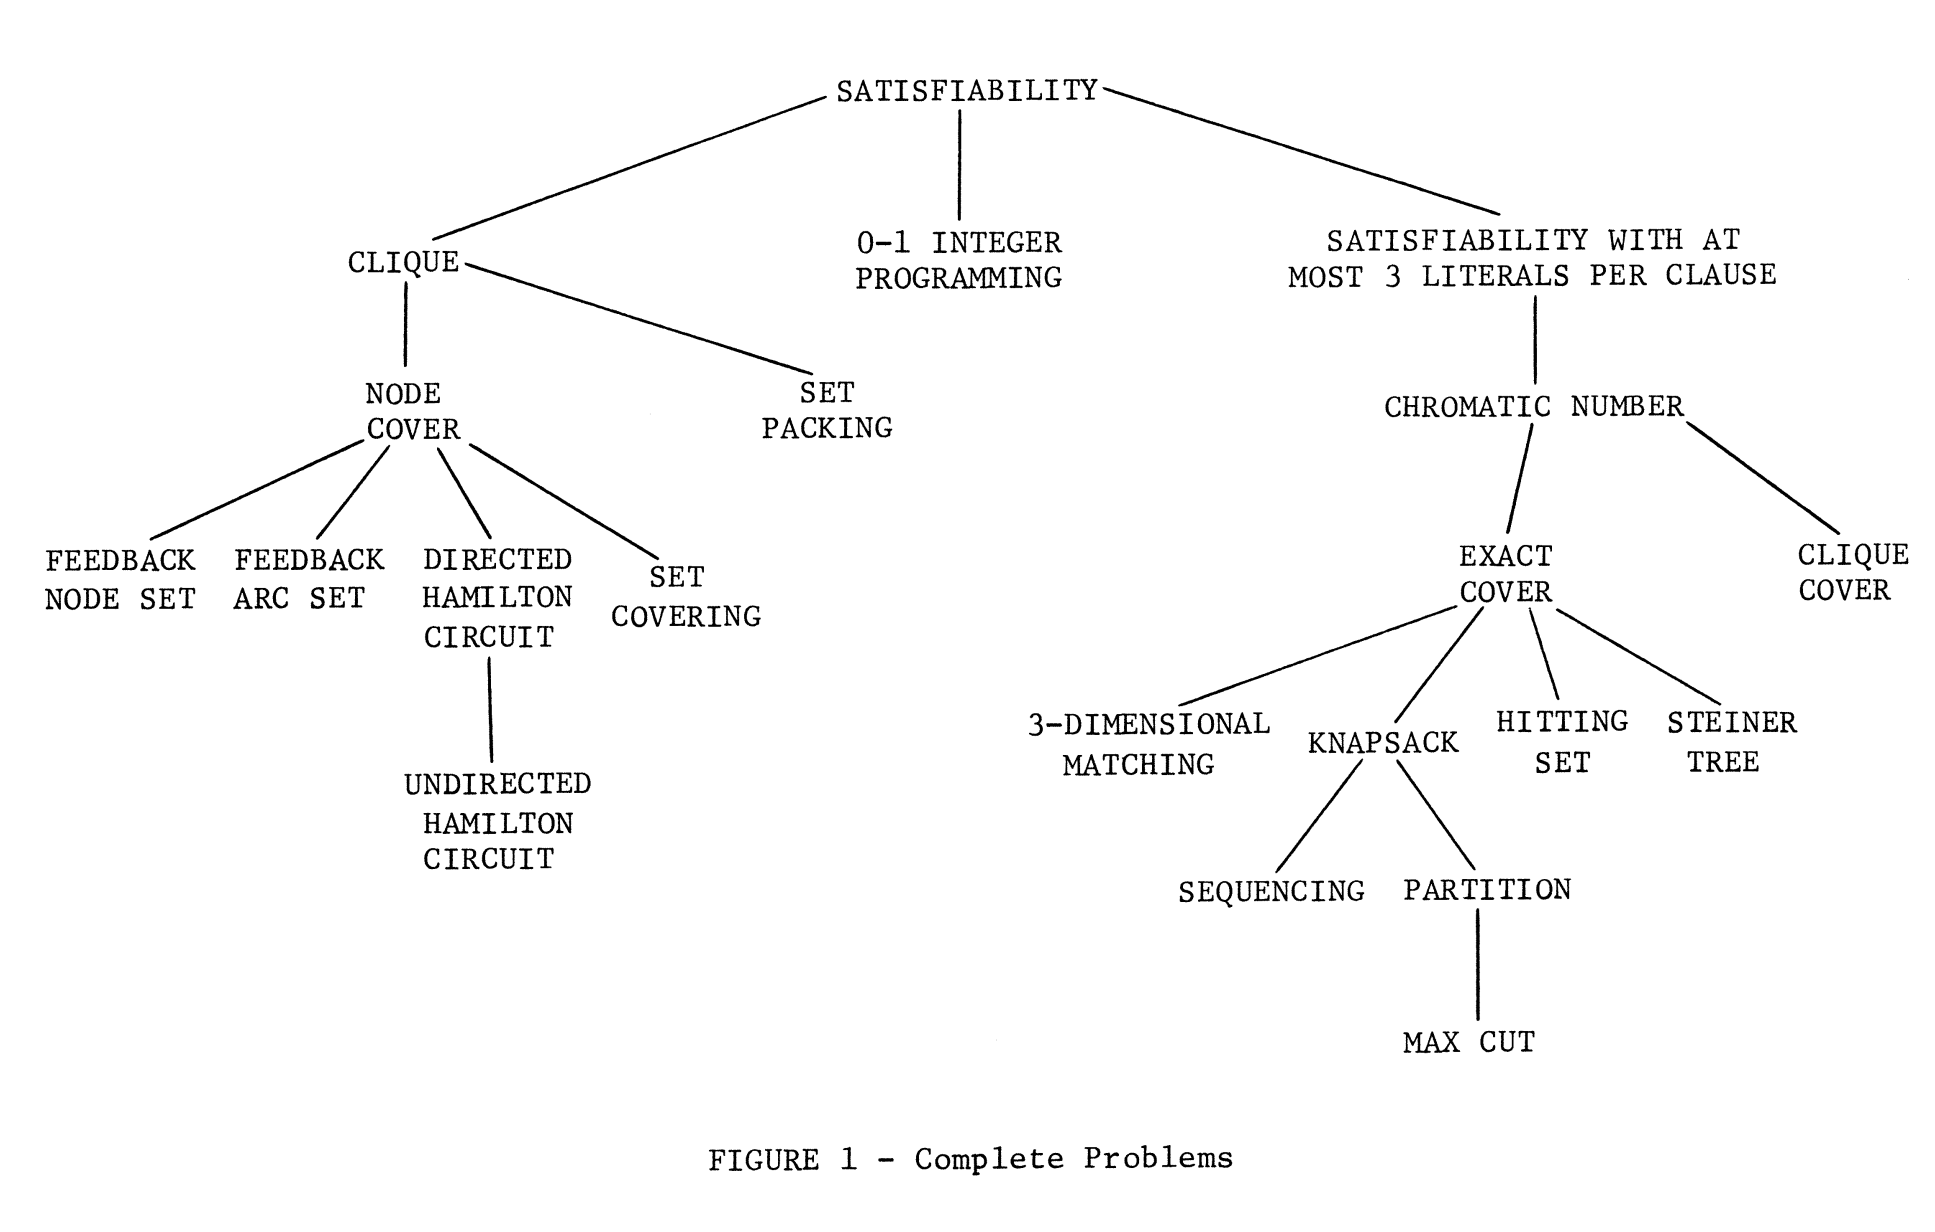 SATISFIABILITY
CLIQUE
0-1 INTEGER
PROGRAMMING
SATISFIABILITY WITH AT
MOST 3 LITERALS PER CLAUSE
NODE
COVER
SET
PACKING
CHROMATIC NUMBER
FEEDBACK
NODE SET
FEEDBACK
ARC SET
DIRECTED
HAMILTON
CIRCUIT
SET
COVERING
EXACT
COVER
CLIQUE
COVER
UNDIRECTED
HAMILTON
CIRCUIT
3-DIMENSIONAL
MATCHING
KNAPSACK
HITTING
SET
STEINER
TREE
SEQUENCING
PARTITION
MAX CUT
FIGURE 1 - Complete Problems